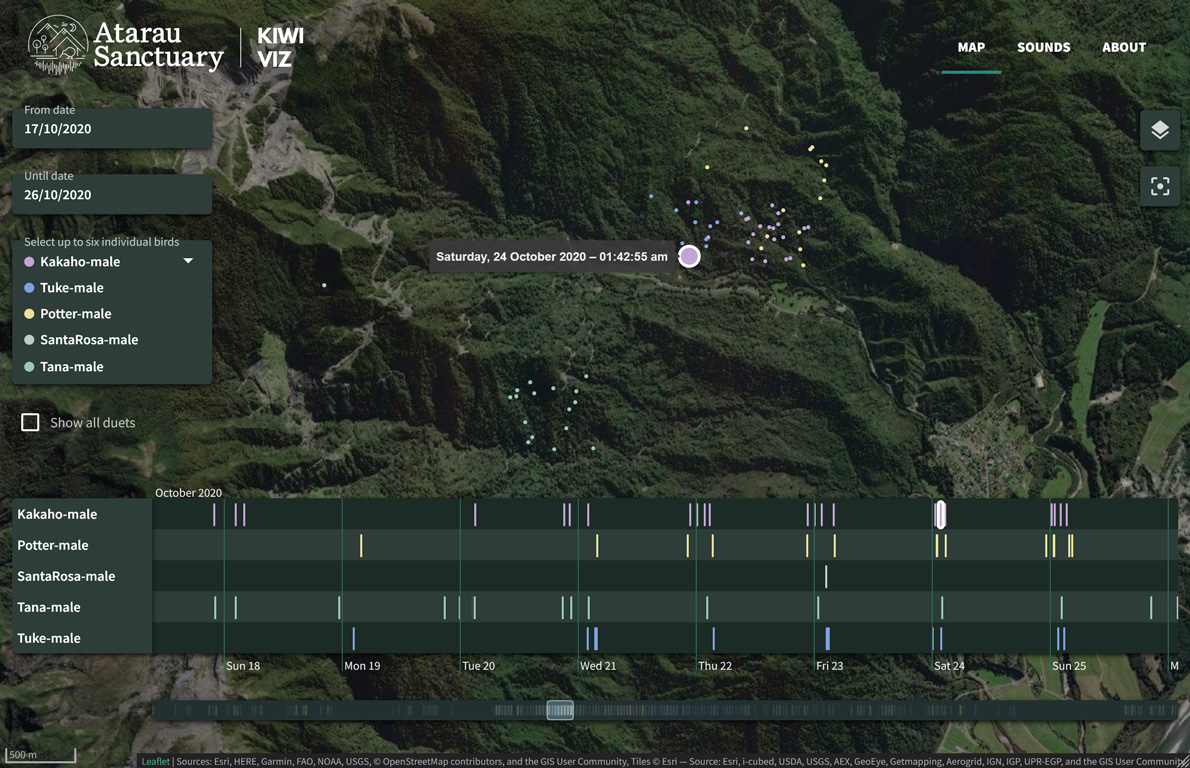 Atarau
Sanctuary
KIWI
VIZ
MAP SOUNDS ABOUT
From date
17/10/2020
Until date
26/10/2020
Select up to six individual birds
Kakaho-male
Tuke-male
Potter-male
SantaRosa-male
Tana-male
Saturday, 24 October 2020 – 01:42:55 am
Show all duets
October 2020
Kakaho-male
Potter-male
SantaRosa-male
Tana-male
Tuke-male
Sun 18 Mon 19 Tue 20 Wed 21 Thu 22 Fri 23 Sat 24 Sun 25 M
500 m
Leaflet | Sources: Esri, HERE, Garmin, FAO, NOAA, USGS, © OpenStreetMap contributors, and the GIS User Community, Tiles © Esri — Source: Esri, i-cubed, USDA, USGS, AEX, GeoEye, Getmapping, Aerogrid, IGN, IGP, UPR-EGP, and the GIS User Community